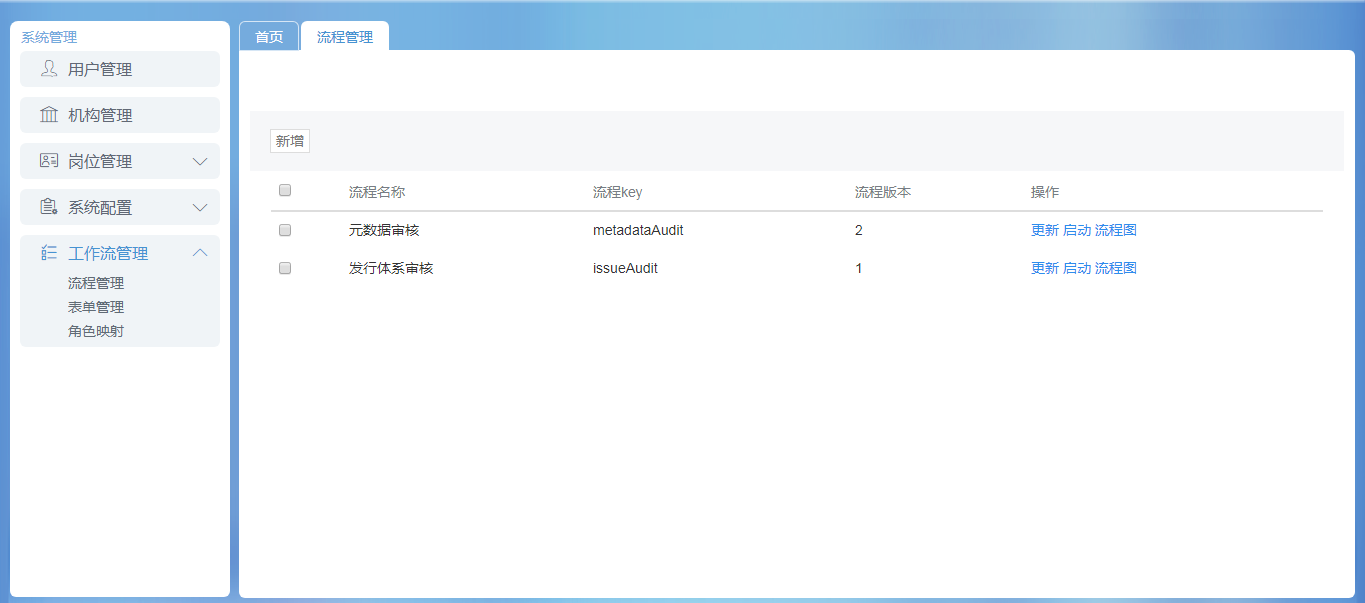 系统管理
用户管理
机构管理
岗位管理
系统配置
工作流管理
流程管理
表单管理
角色映射
首页 流程管理
新增
流程名称 流程key 流程版本 操作
元数据审核 metadataAudit 2 更新 启动 流程图
发行体系审核 issueAudit 1 更新 启动 流程图